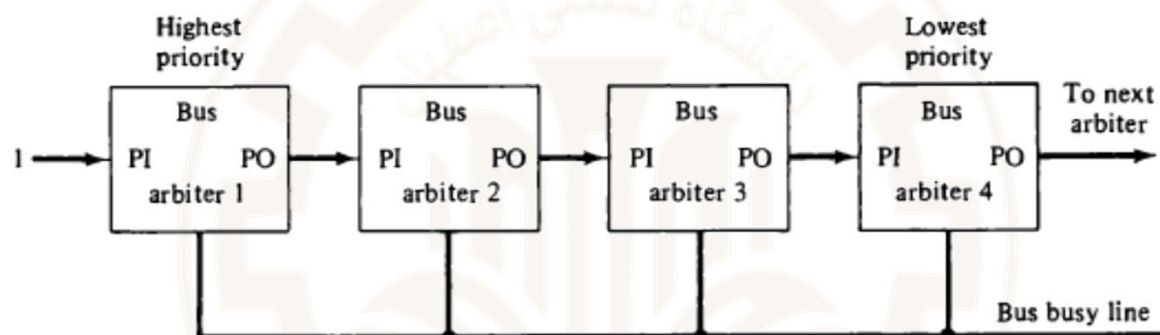 Highest
priority
Lowest
priority
To next
arbiter
Bus
Bus
Bus
Bus
1
PI
PO
PI
PO
PI
PO
PI
PO
arbiter 1
arbiter 2
arbiter 3
arbiter 4
Bus busy line